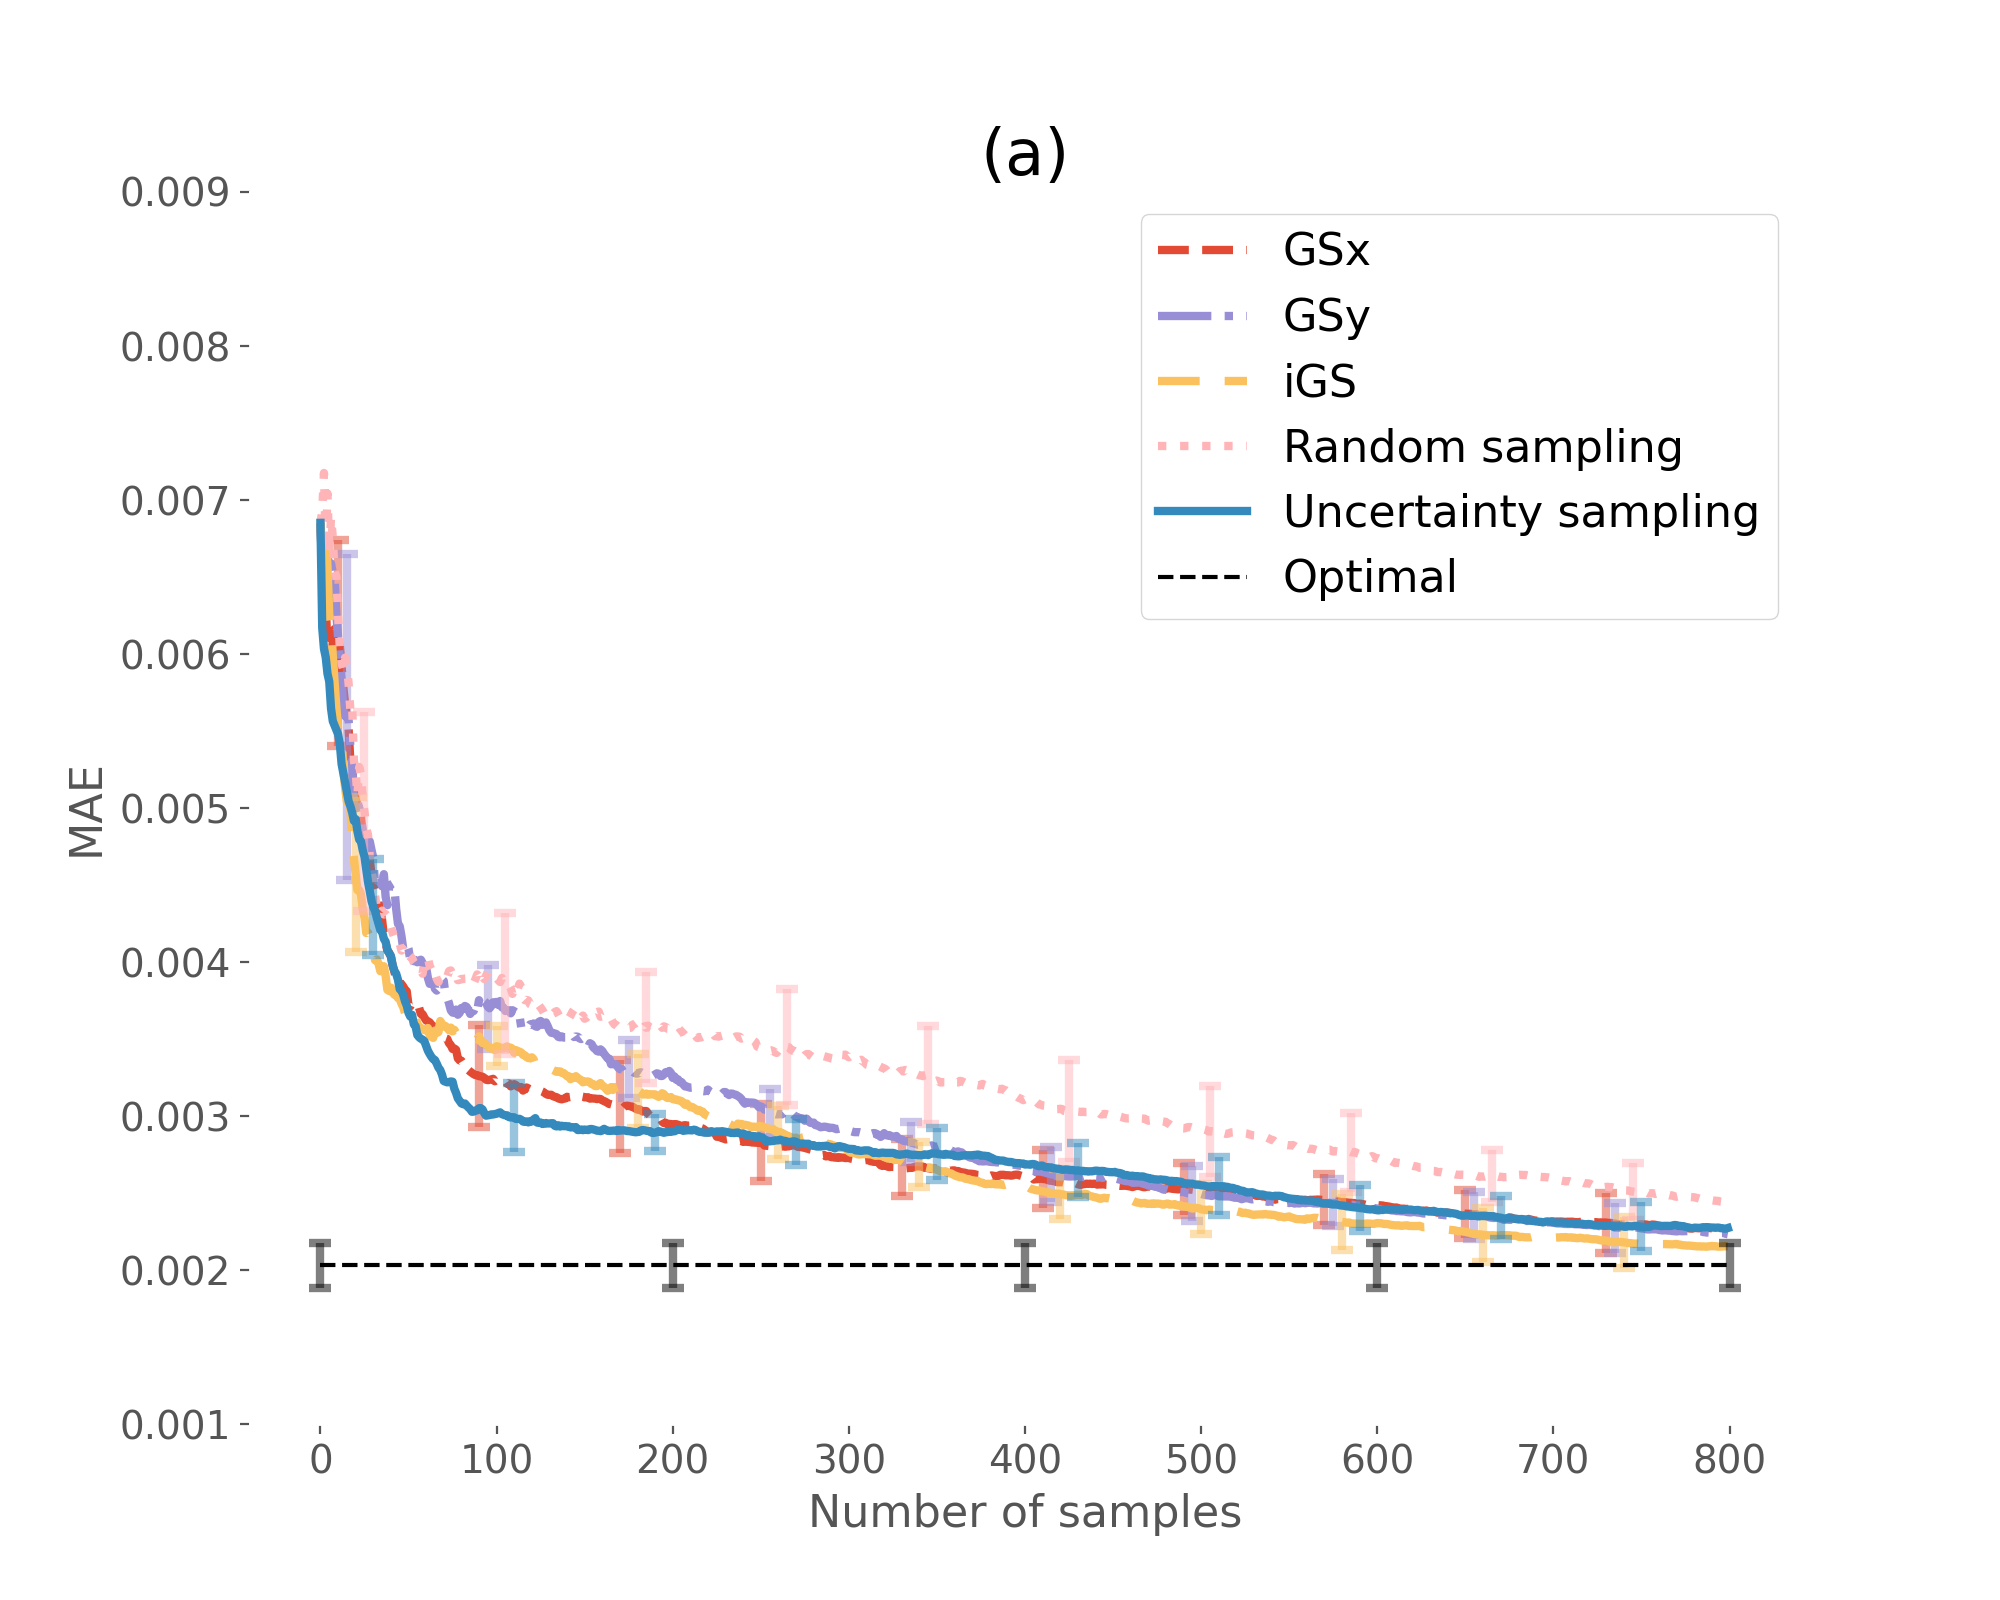 (a)
0.009
0.008
0.007
0.006
0.005
0.004
0.003
0.002
0.001
MAE
GSx
GSy
iGS
Random sampling
Uncertainty sampling
Optimal
0 100 200 300 400 500 600 700 800
Number of samples